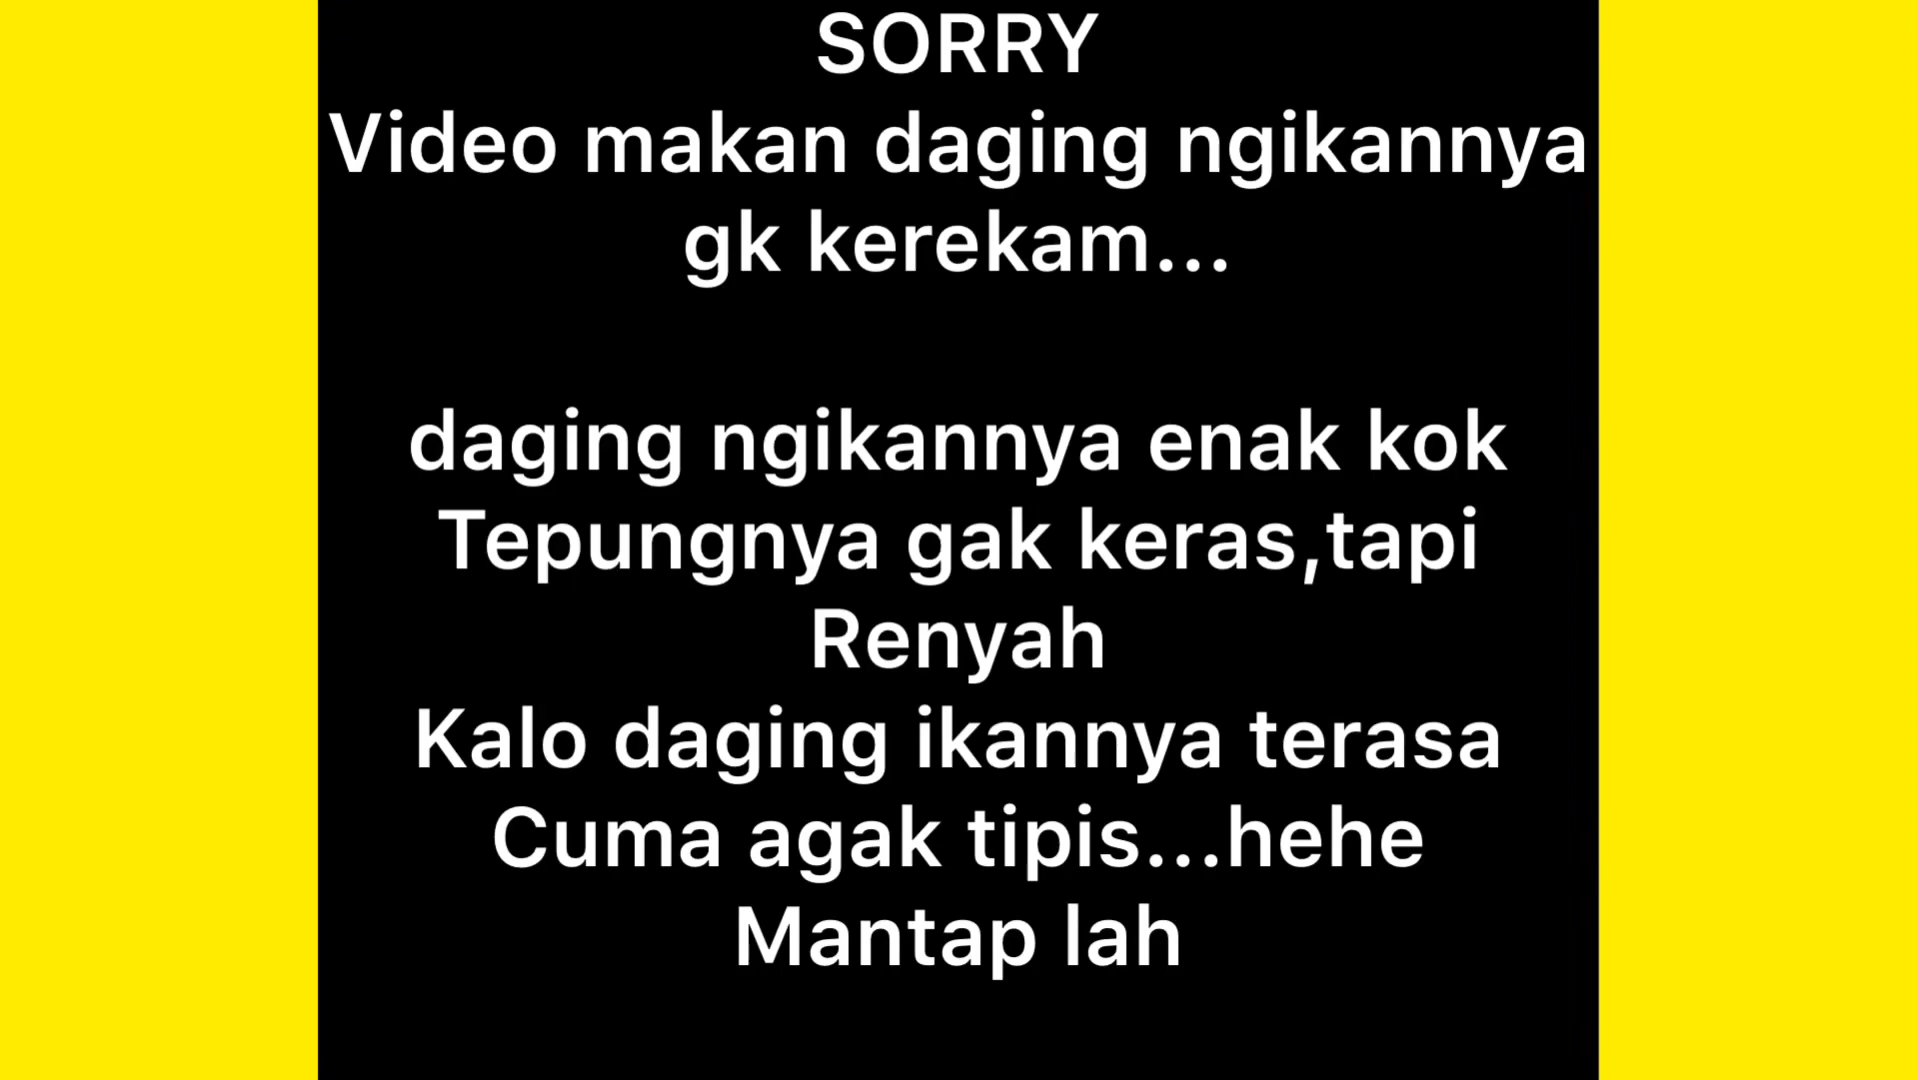 SORRY
Video makan daging ngikannya
gk kerekam...
daging ngikannya enak kok
Tepungnya gak keras,tapi
Renyah
Kalo daging ikannya terasa
Cuma agak tipis...hehe
Mantap lah